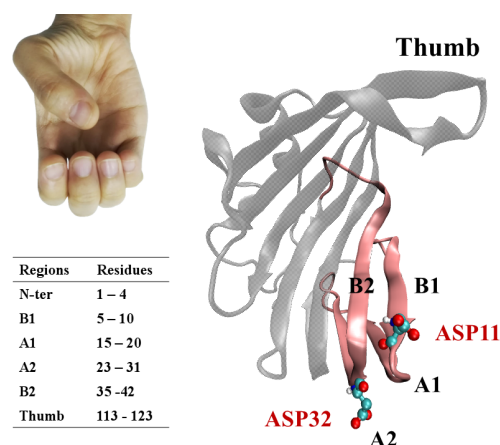 Thumb
Regions Residues
N-ter 1 – 4
B1 5 – 10
A1 15 – 20
A2 23 – 31
B2 35 -42
Thumb 113 - 123
B2 B1
ASP11
A1
ASP32
A2